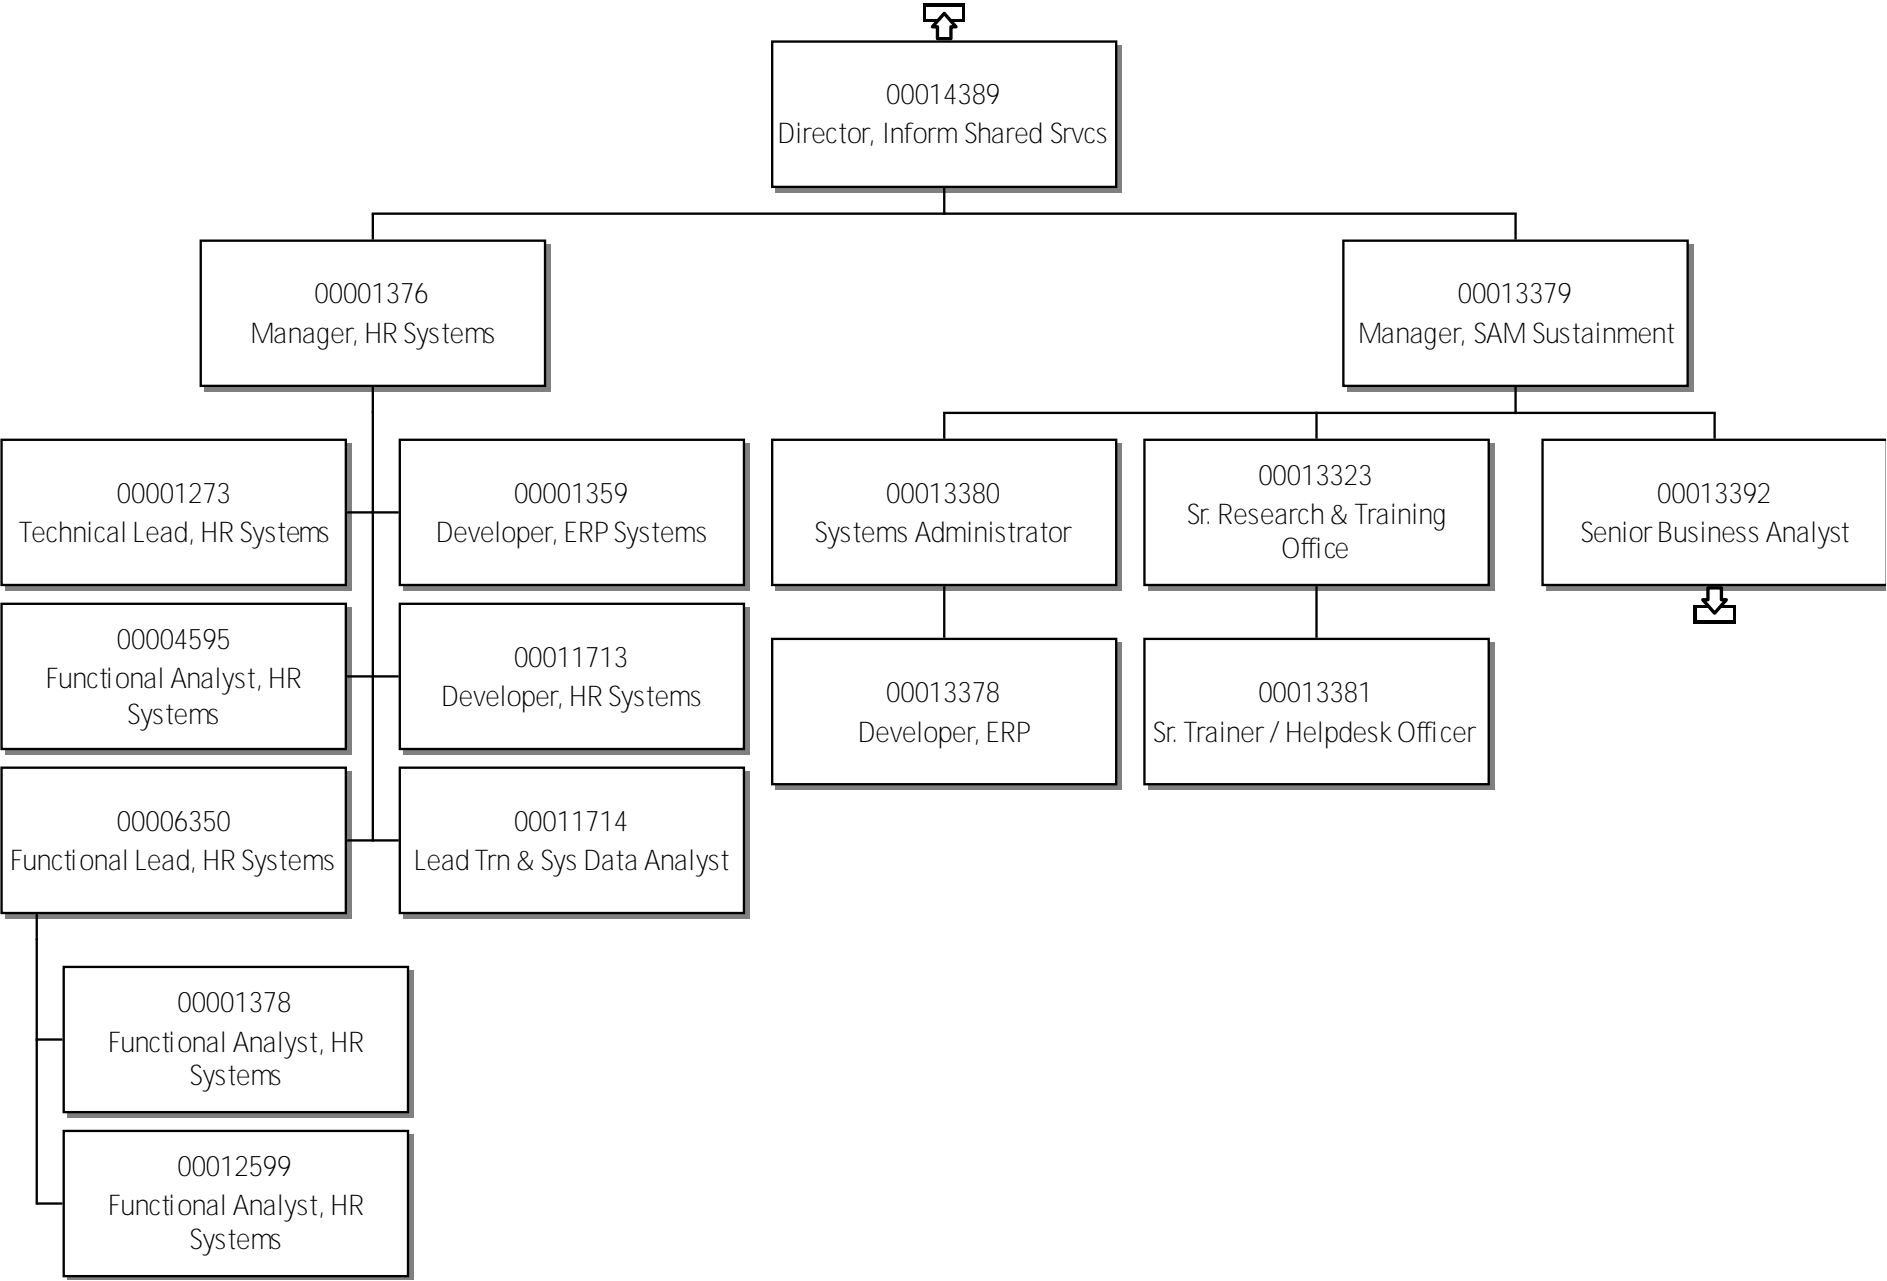 00014389
Director, Inform Shared Srvcs
00001376
Manager, HR Systems
00013379
Manager, SAM Sustainment
00001273
Technical Lead, HR Systems
00001359
Developer, ERP Systems
00013380
Systems Administrator
00013323
Sr. Research & Training
Office
00013392
Senior Business Analyst
00004595
Functional Analyst, HR
Systems
00011713
Developer, HR Systems
00013378
Developer, ERP
00013381
Sr. Trainer / Helpdesk Officer
00006350
Functional Lead, HR Systems
00011714
Lead Trn & Sys Data Analyst
00001378
Functional Analyst, HR
Systems
00012599
Functional Analyst, HR
Systems